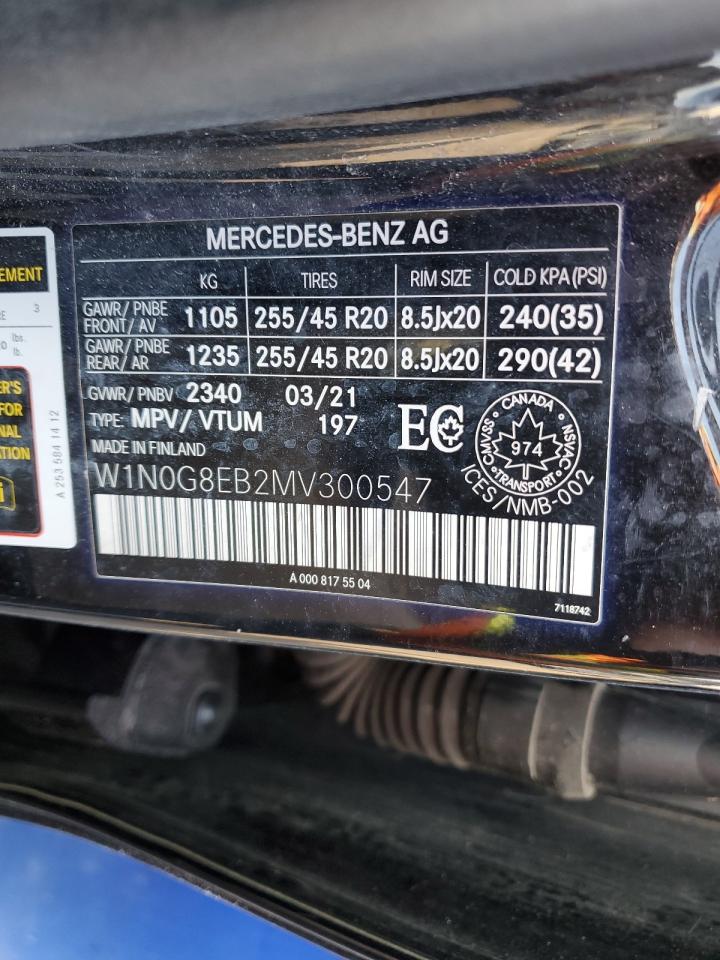 EMENT
3
lbs.
lb.
FOR
NAL
ATION
A 253 584 14 12
MERCEDES-BENZ AG
KG TIRES RIM SIZE COLD KPA(PSI)
GAWR/PNBE FRONT/AV 1105 255/45 R20 8.5Jx20 240(35)
GAWR/PNBE REAR/AR 1235 255/45 R20 8.5Jx20 290(42)
GVWR/PNBV 2340 03/21
TYPE: MPV/VTUM 197
MADE IN FINLAND
W1N0G8EB2MV300547
EC
CANADA
974
TRANSPORT
CMVSS
NSVAC
ICES/NMB-002
A 000 817 55 04
7118742